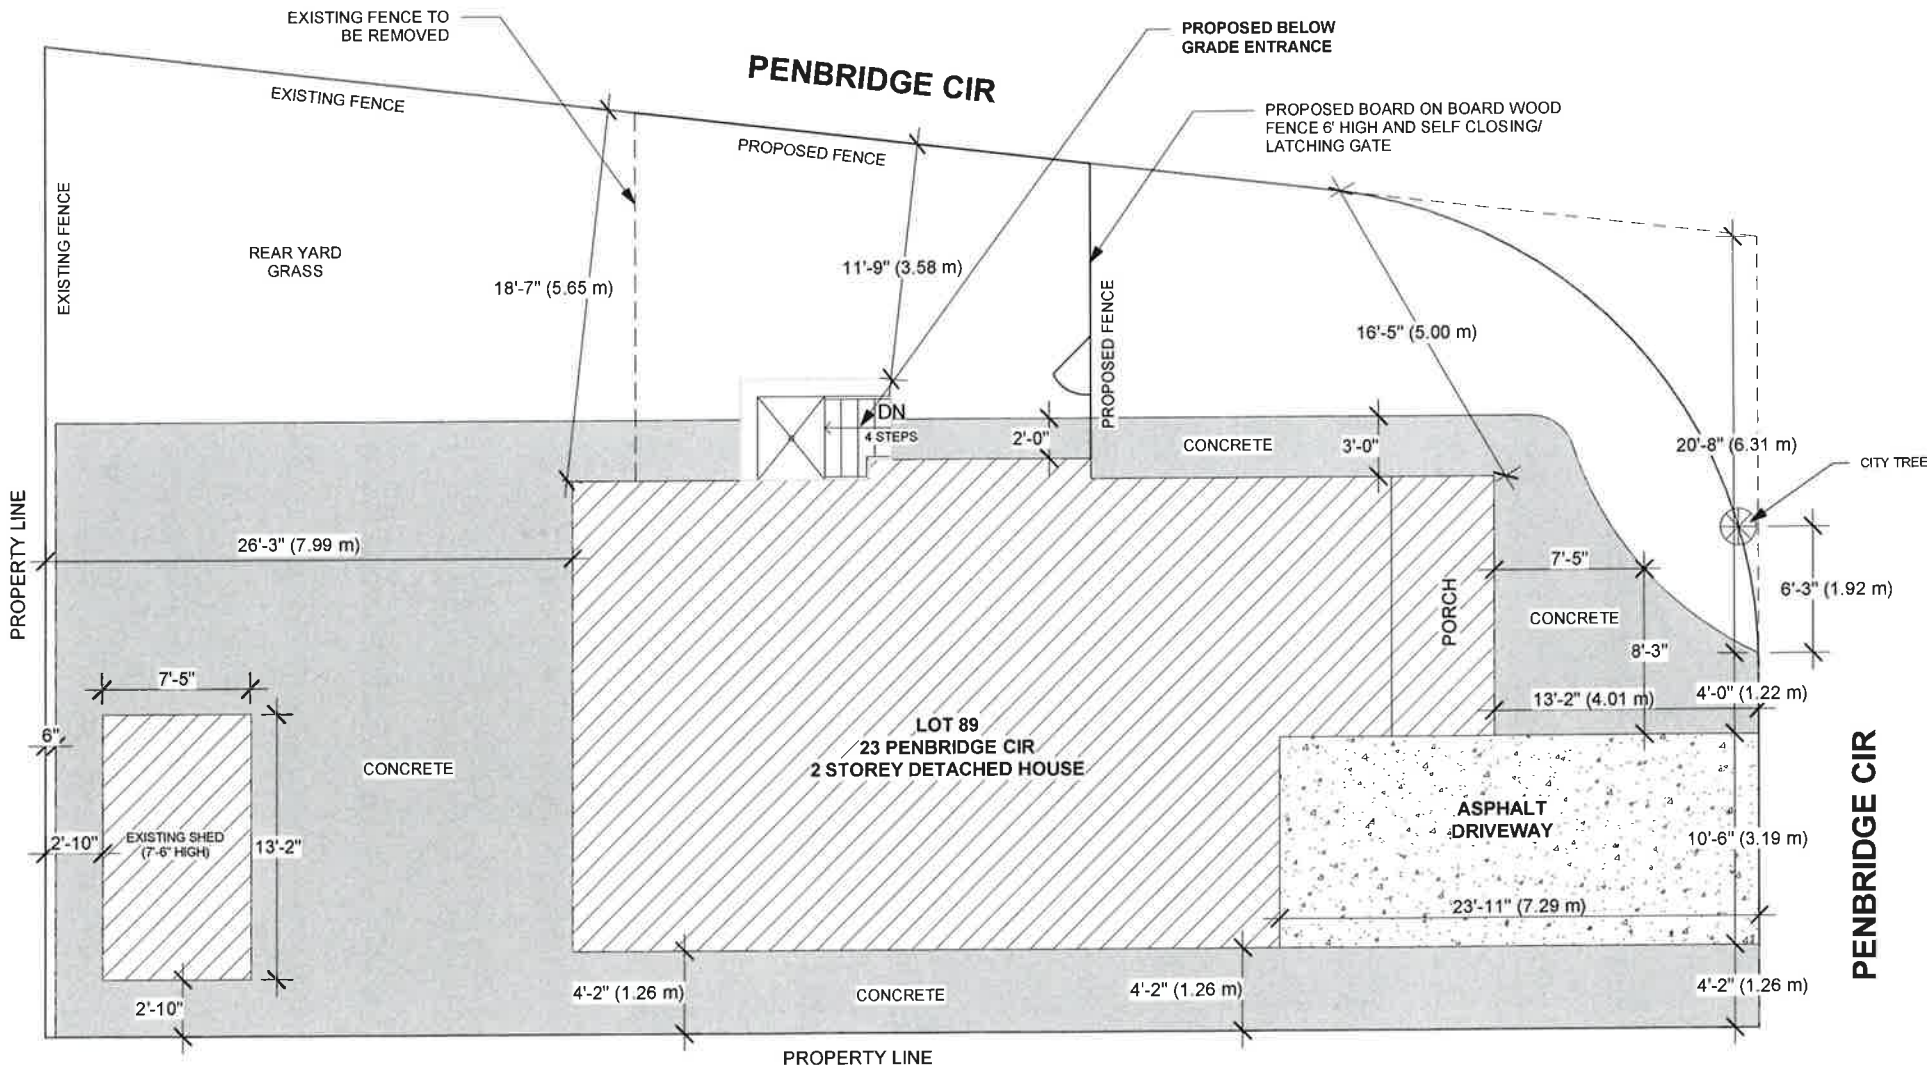 EXISTING FENCE TO
BE REMOVED
PROPOSED BELOW
GRADE ENTRANCE
PENBRIDGE CIR
EXISTING FENCE
PROPOSED BOARD ON BOARD WOOD
FENCE 6' HIGH AND SELF CLOSING/
LATCHING GATE
PROPOSED FENCE
EXISTING FENCE
REAR YARD
GRASS
18'-7" (5.65 m)
11'-9" (3.58 m)
PROPOSED FENCE
16'-5" (5.00 m)
DN
4 STEPS
2'-0"
CONCRETE
3'-0"
20'-8" (6.31 m)
CITY TREE
PROPERTY LINE
26'-3" (7.99 m)
7'-5"
6'-3" (1.92 m)
PORCH
CONCRETE
8'-3"
7'-5"
13'-2" (4.01 m)
4'-0" (1.22 m)
6"
LOT 89
23 PENBRIDGE CIR
2 STOREY DETACHED HOUSE
CONCRETE
ASPHALT
DRIVEWAY
PENBRIDGE CIR
2'-10"
EXISTING SHED
(7'-6" HIGH)
13'-2"
10'-6" (3.19 m)
23'-11" (7.29 m)
2'-10"
4'-2" (1.26 m)
CONCRETE
4'-2" (1.26 m)
4'-2" (1.26 m)
PROPERTY LINE